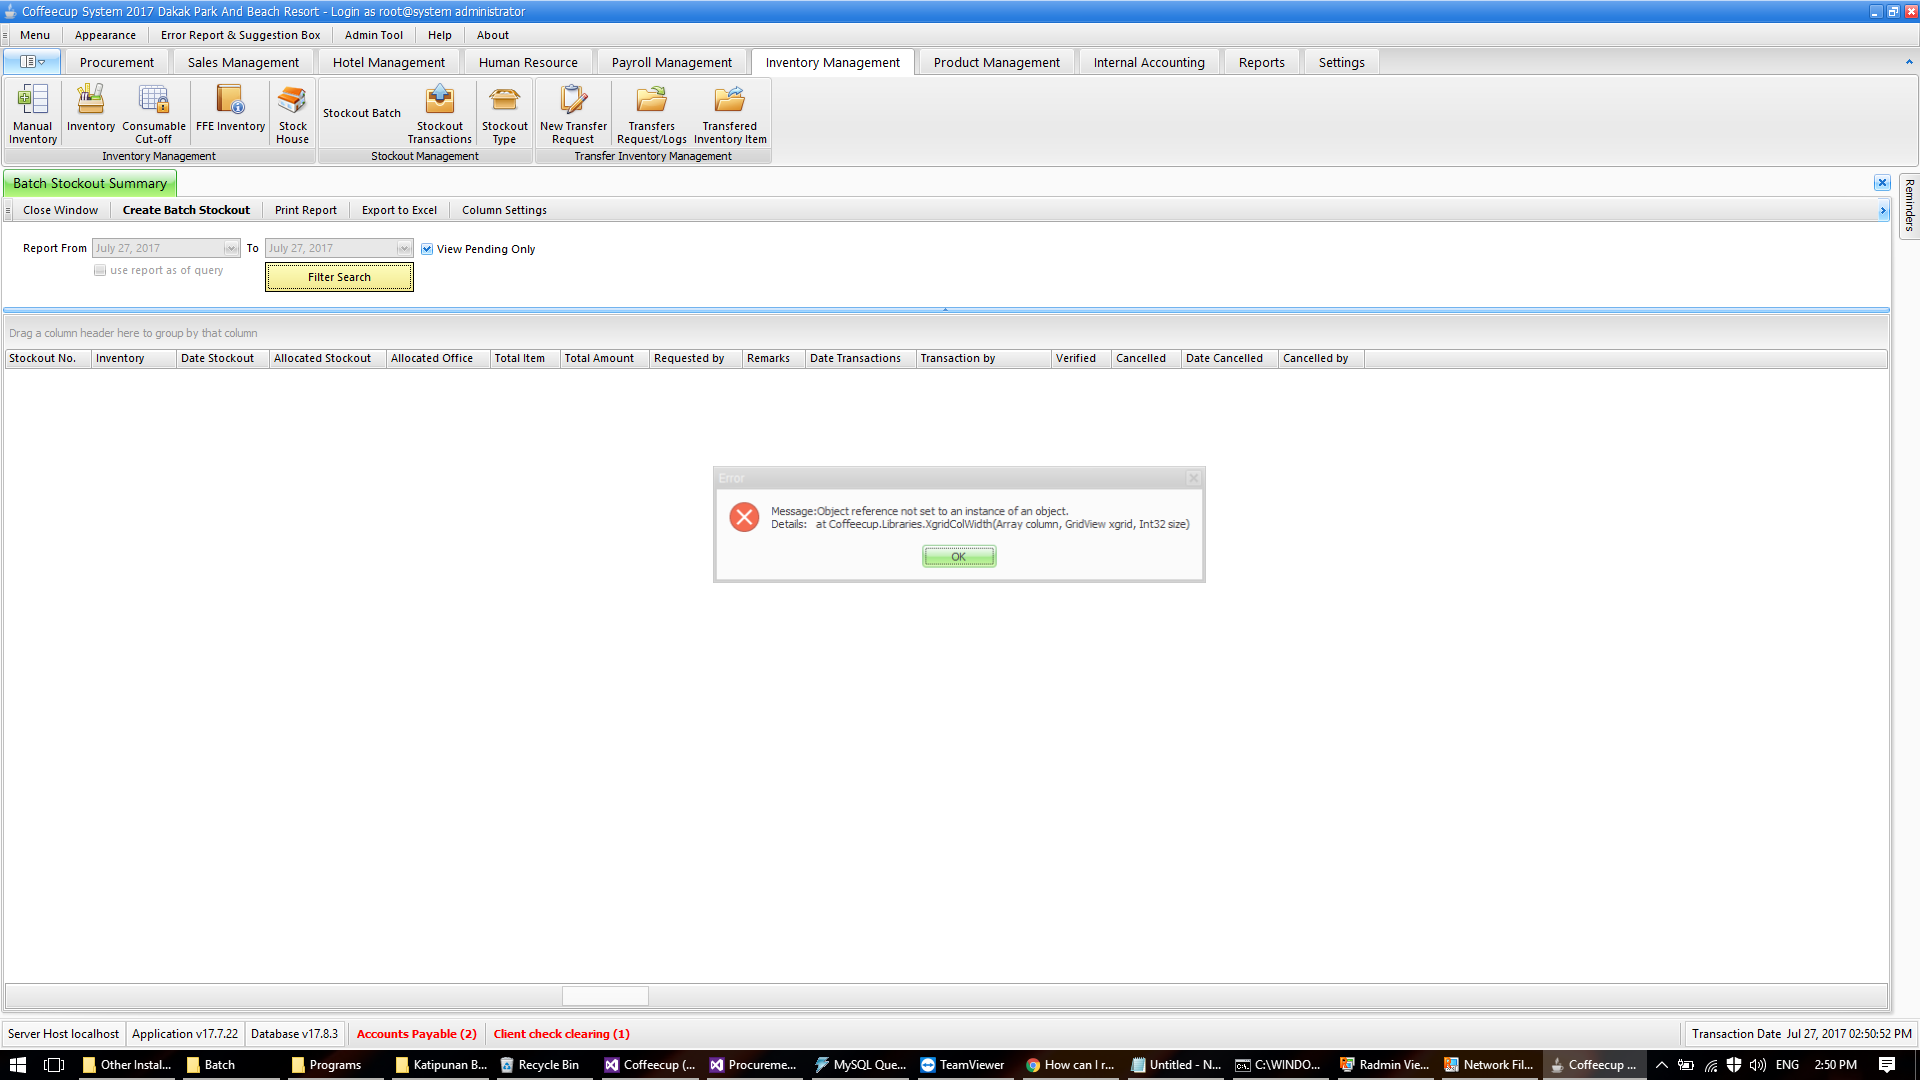 Coffeecup System 2017 Dakak Park And Beach Resort - Login as root@system administrator
Menu Appearance Error Report & Suggestion Box Admin Tool Help About
Procurement Sales Management Hotel Management Human Resource Payroll Management Inventory Management Product Management Internal Accounting Reports Settings
Manual Inventory Inventory Consumable Cut-off FFE Inventory Stock House Stockout Batch Stockout Transactions Stockout Type New Transfer Request Transfers Request/Logs Transfered Inventory Item
Inventory Management Stockout Management Transfer Inventory Management
Batch Stockout Summary
Reminders
Close Window Create Batch Stockout Print Report Export to Excel Column Settings
Report From July 27, 2017 To July 27, 2017 View Pending Only
use report as of query
Filter Search
Drag a column header here to group by that column
Stockout No. Inventory Date Stockout Allocated Stockout Allocated Office Total Item Total Amount Requested by Remarks Date Transactions Transaction by Verified Cancelled Date Cancelled Cancelled by
Error
Message:Object reference not set to an instance of an object.
Details: at Coffeecup.Libraries.XgridColWidth(Array column, GridView xgrid, Int32 size)
OK
Server Host localhost Application v17.7.22 Database v17.8.3 Accounts Payable (2) Client check clearing (1) Transaction Date Jul 27, 2017 02:50:52 PM
Other Instal... Batch Programs Katipunan B... Recycle Bin Coffeecup (... Procureme... MySQL Que... TeamViewer How can I r... Untitled - N... C:\WINDO... Radmin Vie... Network Fil... Coffeecup ... ENG 2:50 PM